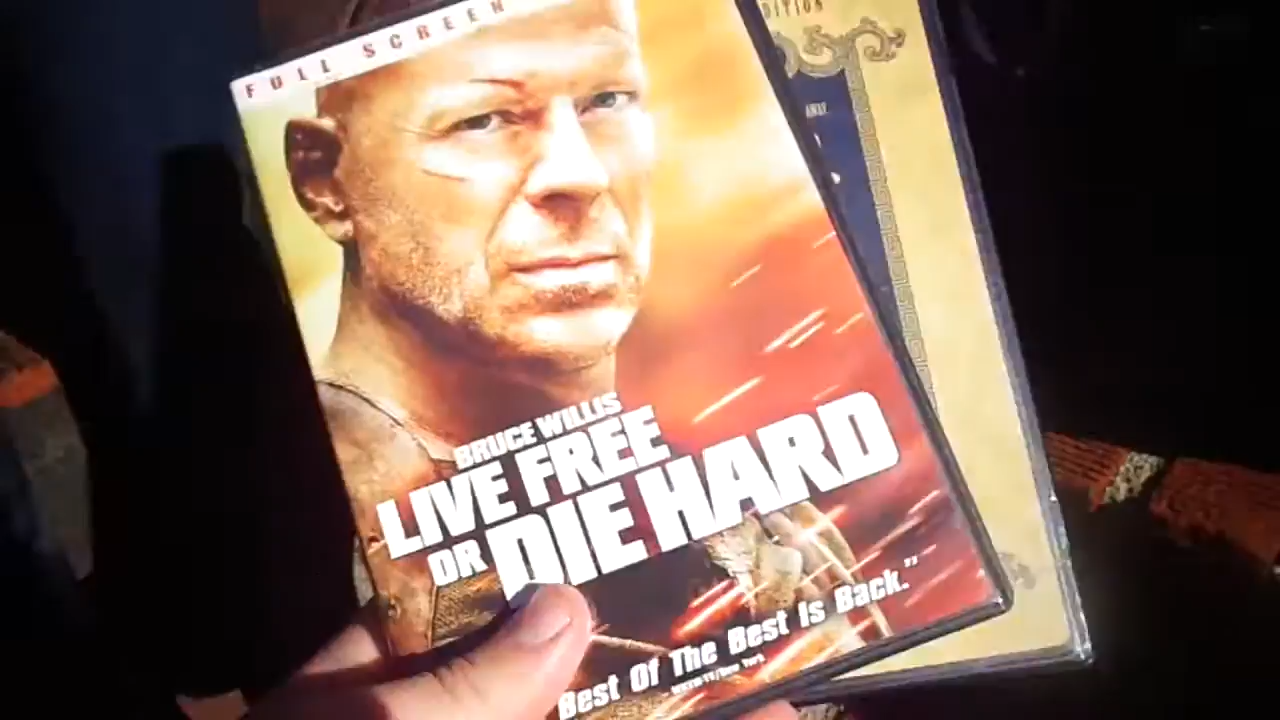 FULL SCREEN
BRUCE WILLIS
LIVE FREE
OR DIE HARD
Best Of The Best Is Back."